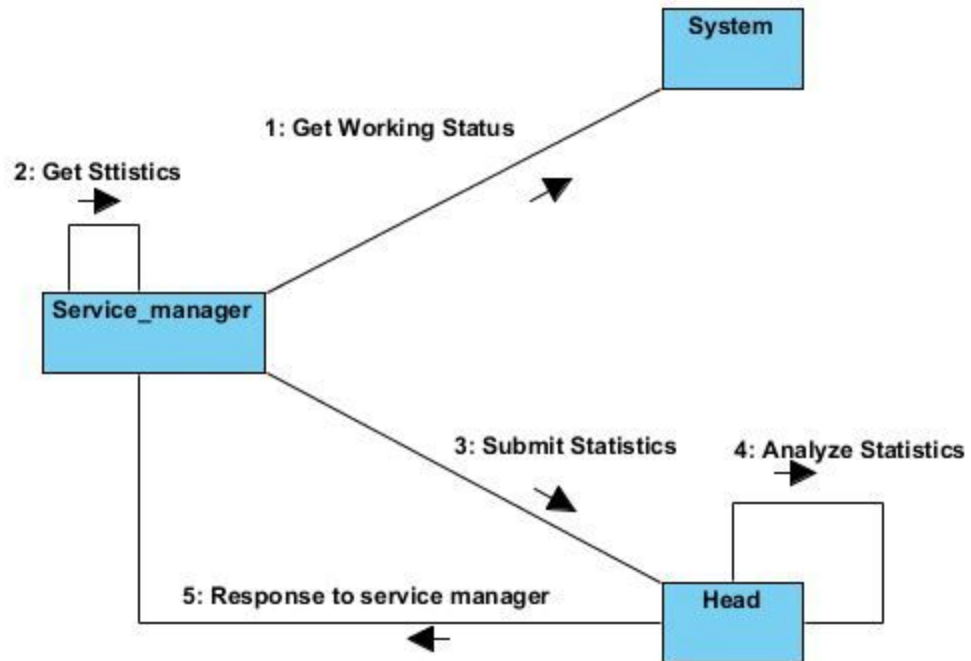 System
1: Get Working Status
2: Get Sttistics
Service_manager
3: Submit Statistics
4: Analyze Statistics
5: Response to service manager
Head